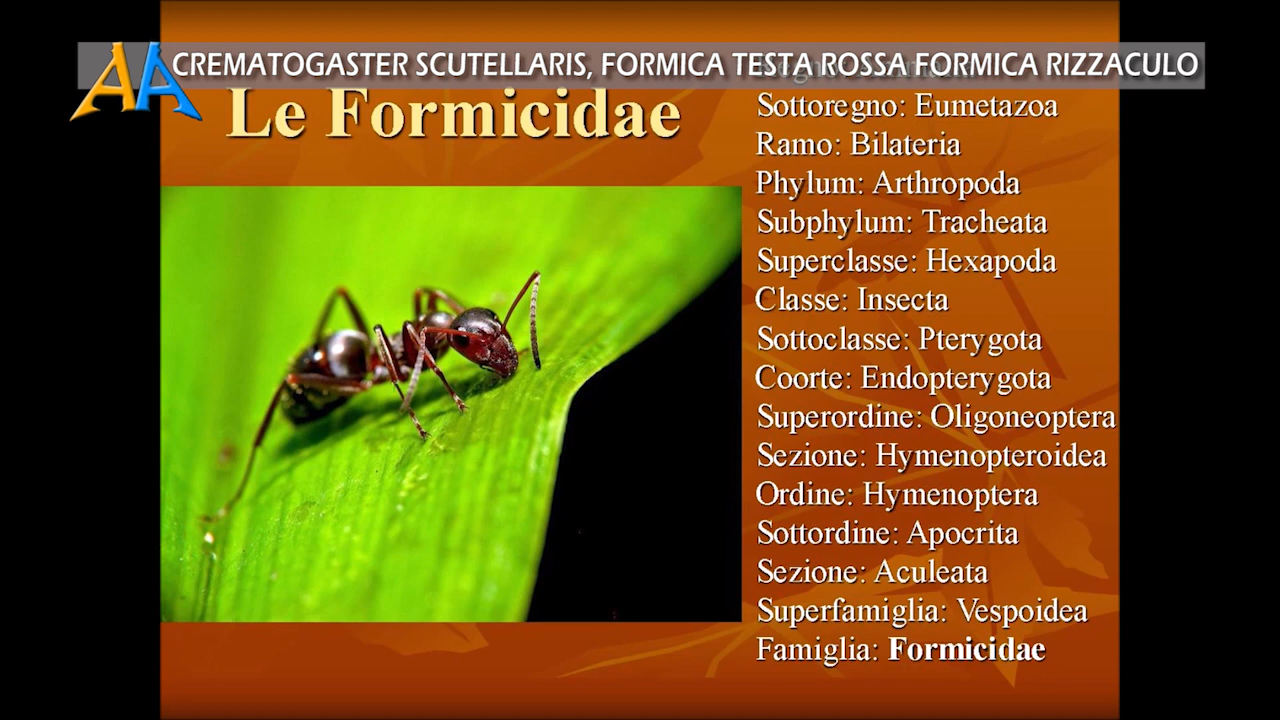 AA
CREMATOGASTER SCUTELLARIS, FORMICA TESTA ROSSA FORMICA RIZZACULO
Le Formicidae
Sottoregno: Eumetazoa
Ramo: Bilateria
Phylum: Arthropoda
Subphylum: Tracheata
Superclasse: Hexapoda
Classe: Insecta
Sottoclasse: Pterygota
Coorte: Endopterygota
Superordine: Oligoneoptera
Sezione: Hymenopteroidea
Ordine: Hymenoptera
Sottordine: Apocrita
Sezione: Aculeata
Superfamiglia: Vespoidea
Famiglia: Formicidae